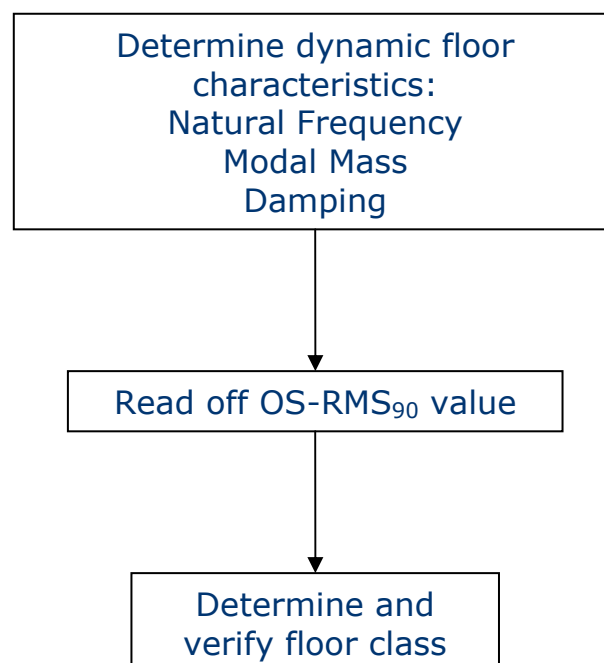 Determine dynamic floor
characteristics:
Natural Frequency
Modal Mass
Damping
Read off OS-RMS₉₀ value
Determine and
verify floor class